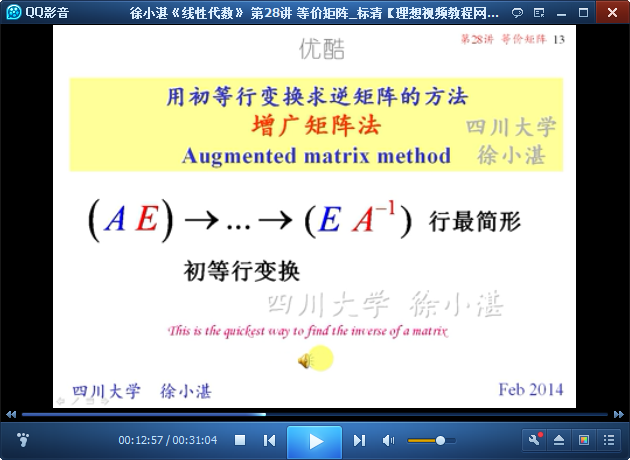 QQ影音
徐小湛《线性代数》 第28讲 等价矩阵_标清【理想视频教程网...
优酷
第28讲 等价矩阵 13
用初等行变换求逆矩阵的方法
增广矩阵法
四川大学
Augmented matrix method
徐小湛
(A E) → ... → (E A⁻¹) 行最简形
初等行变换
四川大学 徐小湛
This is the quickest way to find the inverse of a matrix
四川大学 徐小湛
Feb 2014
00:12:57 / 00:31:04